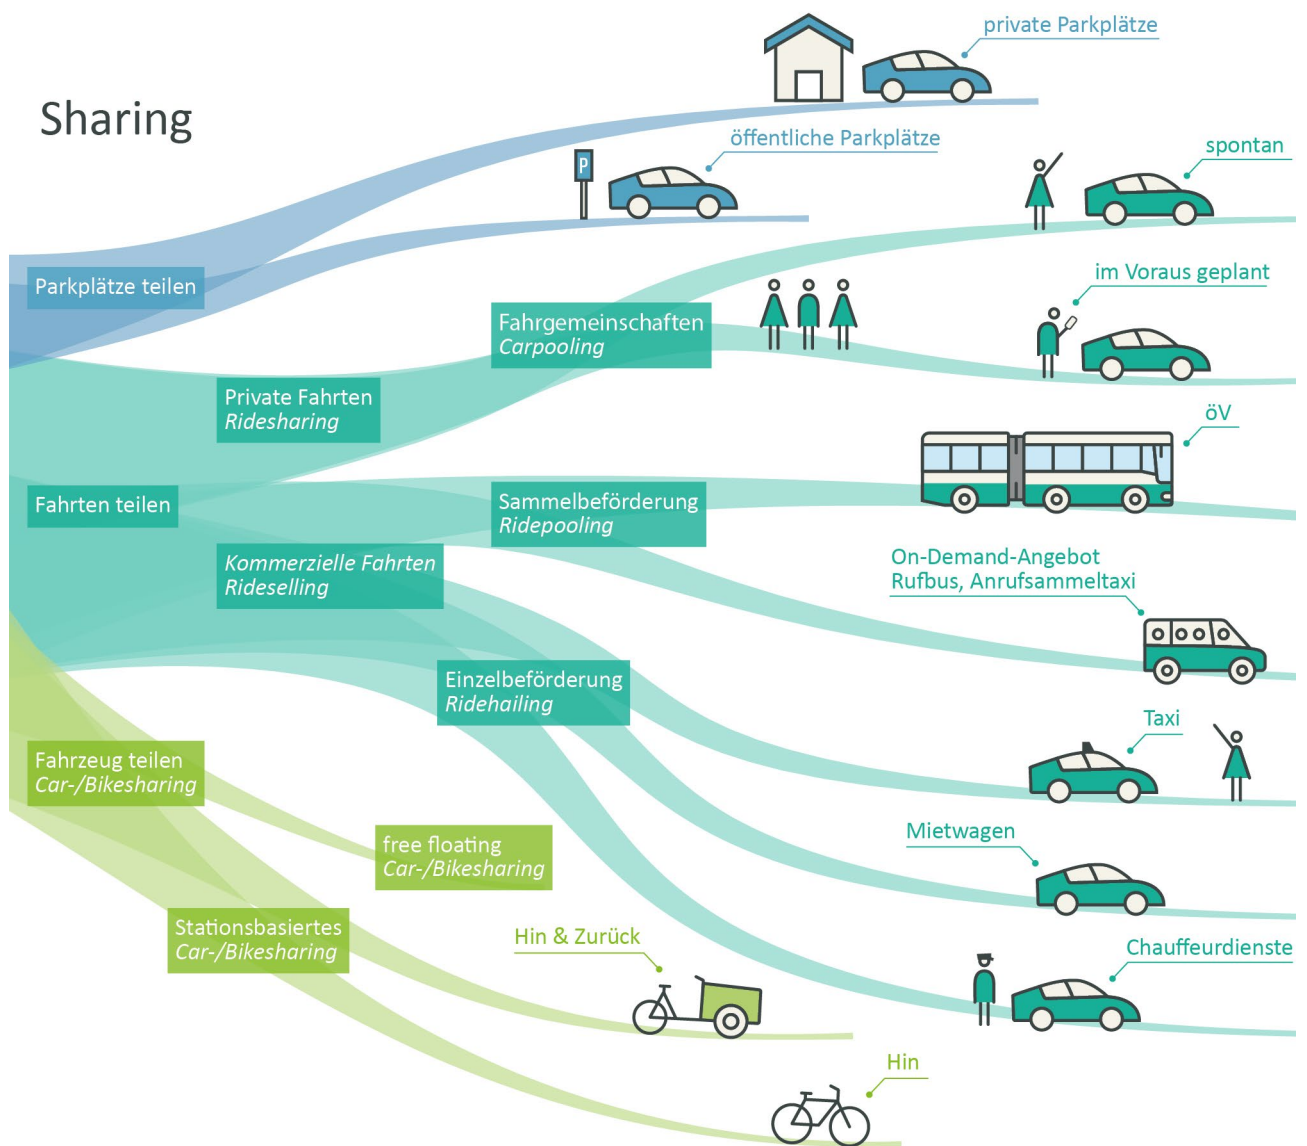 Sharing
private Parkplätze
öffentliche Parkplätze
P
spontan
Parkplätze teilen
im Voraus geplant
Fahrgemeinschaften
Carpooling
Private Fahrten
Ridesharing
öV
Fahrten teilen
Sammelbeförderung
Ridepooling
Kommerzielle Fahrten
Rideselling
On-Demand-Angebot
Rufbus, Anrufsammeltaxi
Einzelbeförderung
Ridehailing
Taxi
Fahrzeug teilen
Car-/Bikesharing
free floating
Car-/Bikesharing
Mietwagen
Stationsbasiertes
Car-/Bikesharing
Hin & Zurück
Chauffeurdienste
Hin